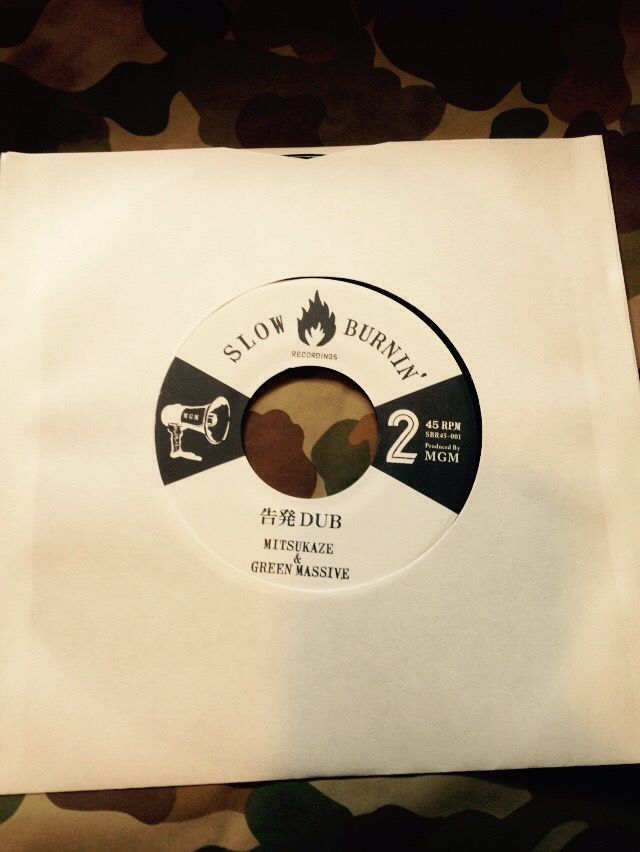 SLOW BURNIN'
RECORDINGS
MGM
2
45 RPM
SBR45-001
Produced By
MGM
告発DUB
MITSUKAZE
&
GREEN MASSIVE